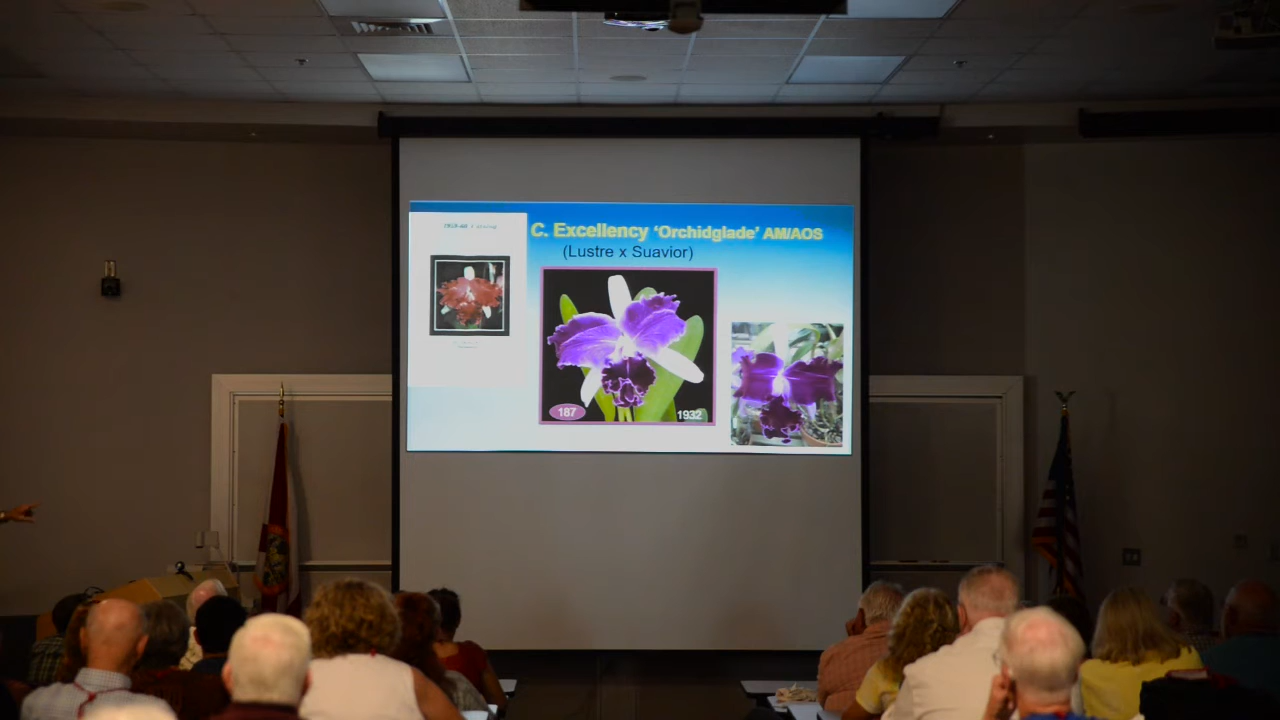 C. Excellency 'Orchidglade' AM/AOS
(Lustre x Suavior)
187
1932